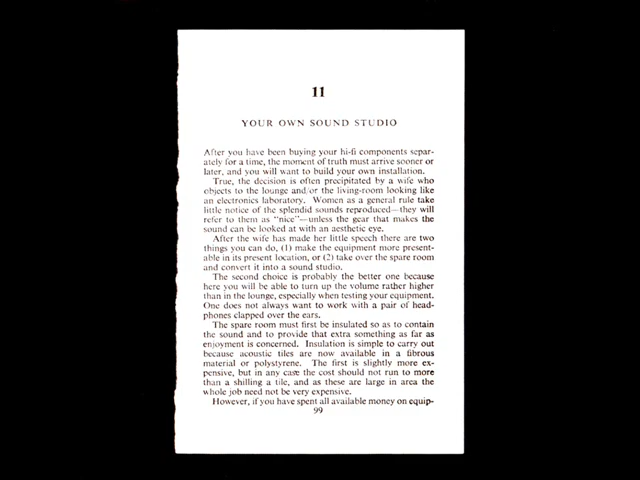 11
YOUR OWN SOUND STUDIO
After you have been buying your hi-fi components separ-
ately for a time, the moment of truth must arrive sooner or
later, and you will want to build your own installation.
True, the decision is often precipitated by a wife who
objects to the lounge and/or the living-room looking like
an electronics laboratory. Women as a general rule take
little notice of the splendid sounds reproduced—they will
refer to them as “nice”—unless the gear that makes the
sound can be looked at with an aesthetic eye.
After the wife has made her little speech there are two
things you can do, (1) make the equipment more present-
able in its present location, or (2) take over the spare room
and convert it into a sound studio.
The second choice is probably the better one because
here you will be able to turn up the volume rather higher
than in the lounge, especially when testing your equipment.
One does not always want to work with a pair of head-
phones clapped over the ears.
The spare room must first be insulated so as to contain
the sound and to provide that extra something as far as
enjoyment is concerned. Insulation is simple to carry out
because acoustic tiles are now available in a fibrous
material or polystyrene. The first is slightly more ex-
pensive, but in any case the cost should not run to more
than a shilling a tile, and as these are large in area the
whole job need not be very expensive.
However, if you have spent all available money on equip-
99